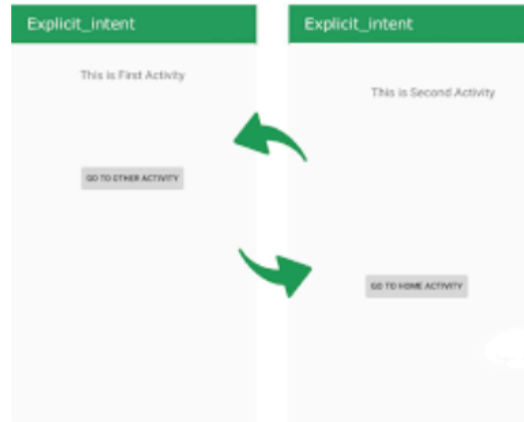 Explicit_intent
This is First Activity
GO TO OTHER ACTIVITY
Explicit_intent
This is Second Activity
GO TO HOME ACTIVITY